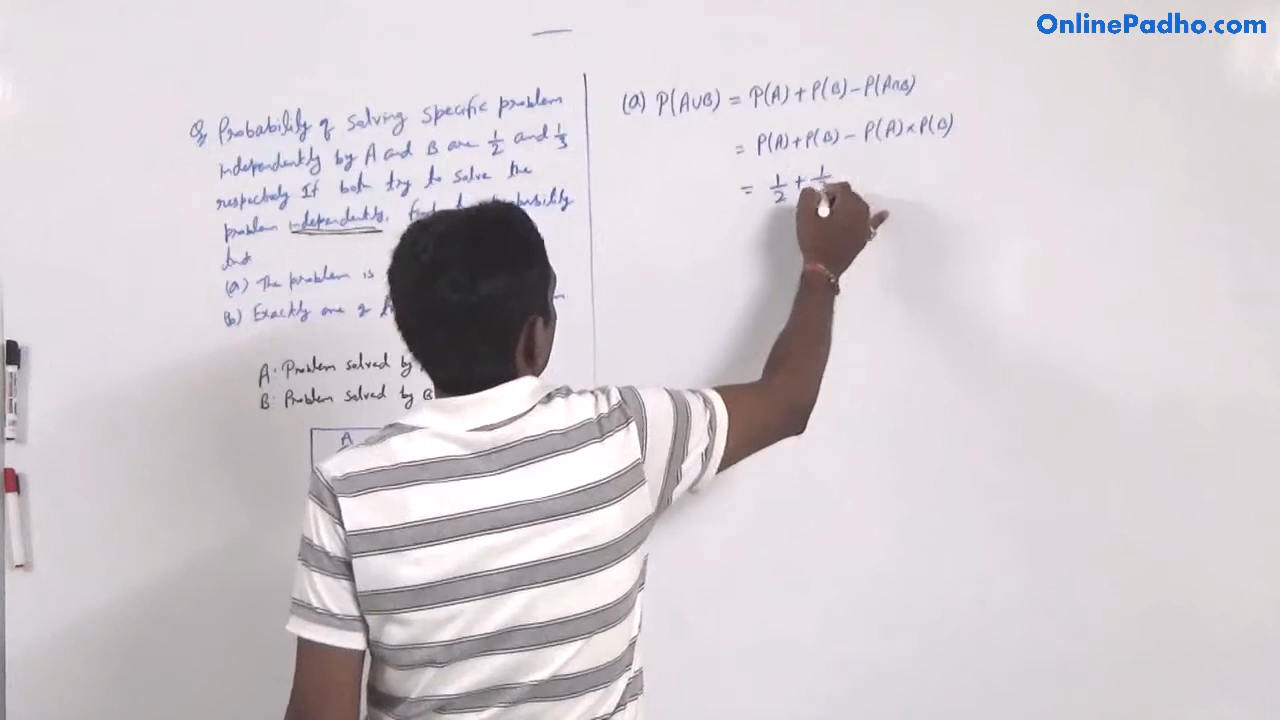 OnlinePadho.com
Q Probability of solving specific problem
independently by A and B are 1/2 and 1/3
respectively If both try to solve the
problem independently, find the probability
that
(a) The problem is
(b) Exactly one of
A: Problem solved by
B: Problem solved by B
A
(a) P(A∪B) = P(A) + P(B) - P(A∩B)
= P(A) + P(B) - P(A) × P(B)
= 1/2 + 1/